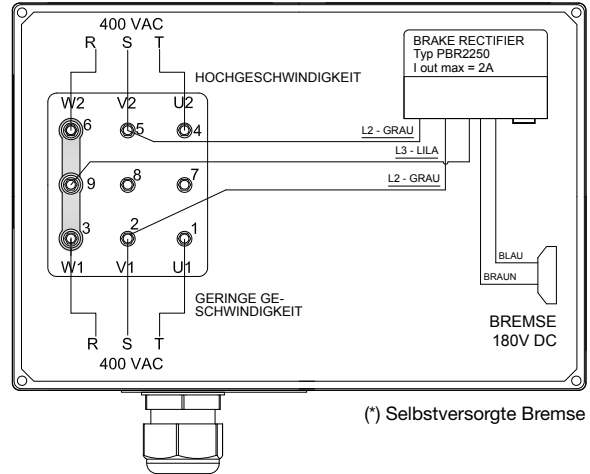 400 VAC
R S T
HOCHGESCHWINDIGKEIT
BRAKE RECTIFIER
Typ PBR2250
I out max = 2A
W2 V2 U2
6 5 4
L2 - GRAU
L3 - LILA
9 8 7
L2 - GRAU
3 2 1
W1 V1 U1
BLAU
BRAUN
GERINGE GE-
SCHWINDIGKEIT
R S T
400 VAC
BREMSE
180V DC
(*) Selbstversorgte Bremse